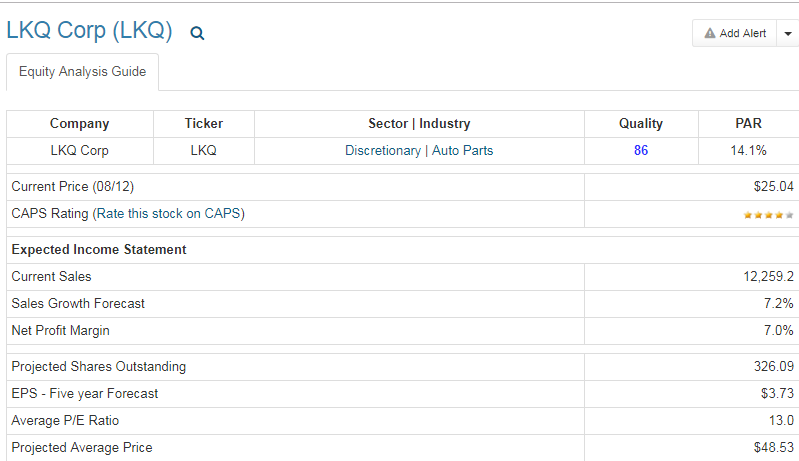 LKQ Corp (LKQ)
Add Alert
Equity Analysis Guide
Company Ticker Sector | Industry Quality PAR
LKQ Corp LKQ Discretionary | Auto Parts 86 14.1%
Current Price (08/12) $25.04
CAPS Rating (Rate this stock on CAPS)
Expected Income Statement
Current Sales 12,259.2
Sales Growth Forecast 7.2%
Net Profit Margin 7.0%
Projected Shares Outstanding 326.09
EPS - Five year Forecast $3.73
Average P/E Ratio 13.0
Projected Average Price $48.53